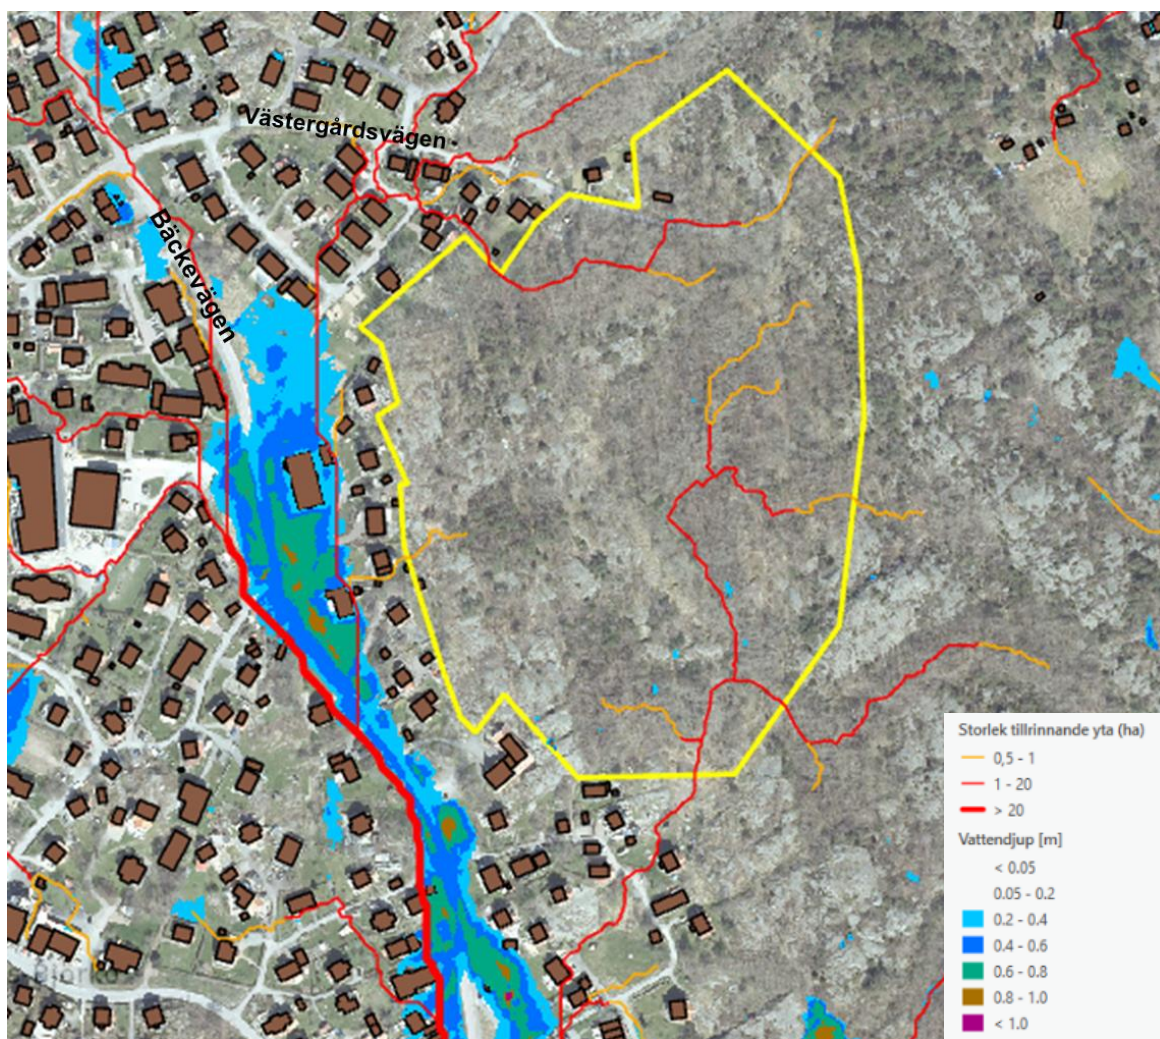 Västergårdsvägen
Bäckevägen
Storlek tillrinnande yta (ha)
0,5 - 1
1 - 20
> 20
Vattendjup [m]
< 0.05
0.05 - 0.2
0.2 - 0.4
0.4 - 0.6
0.6 - 0.8
0.8 - 1.0
< 1.0